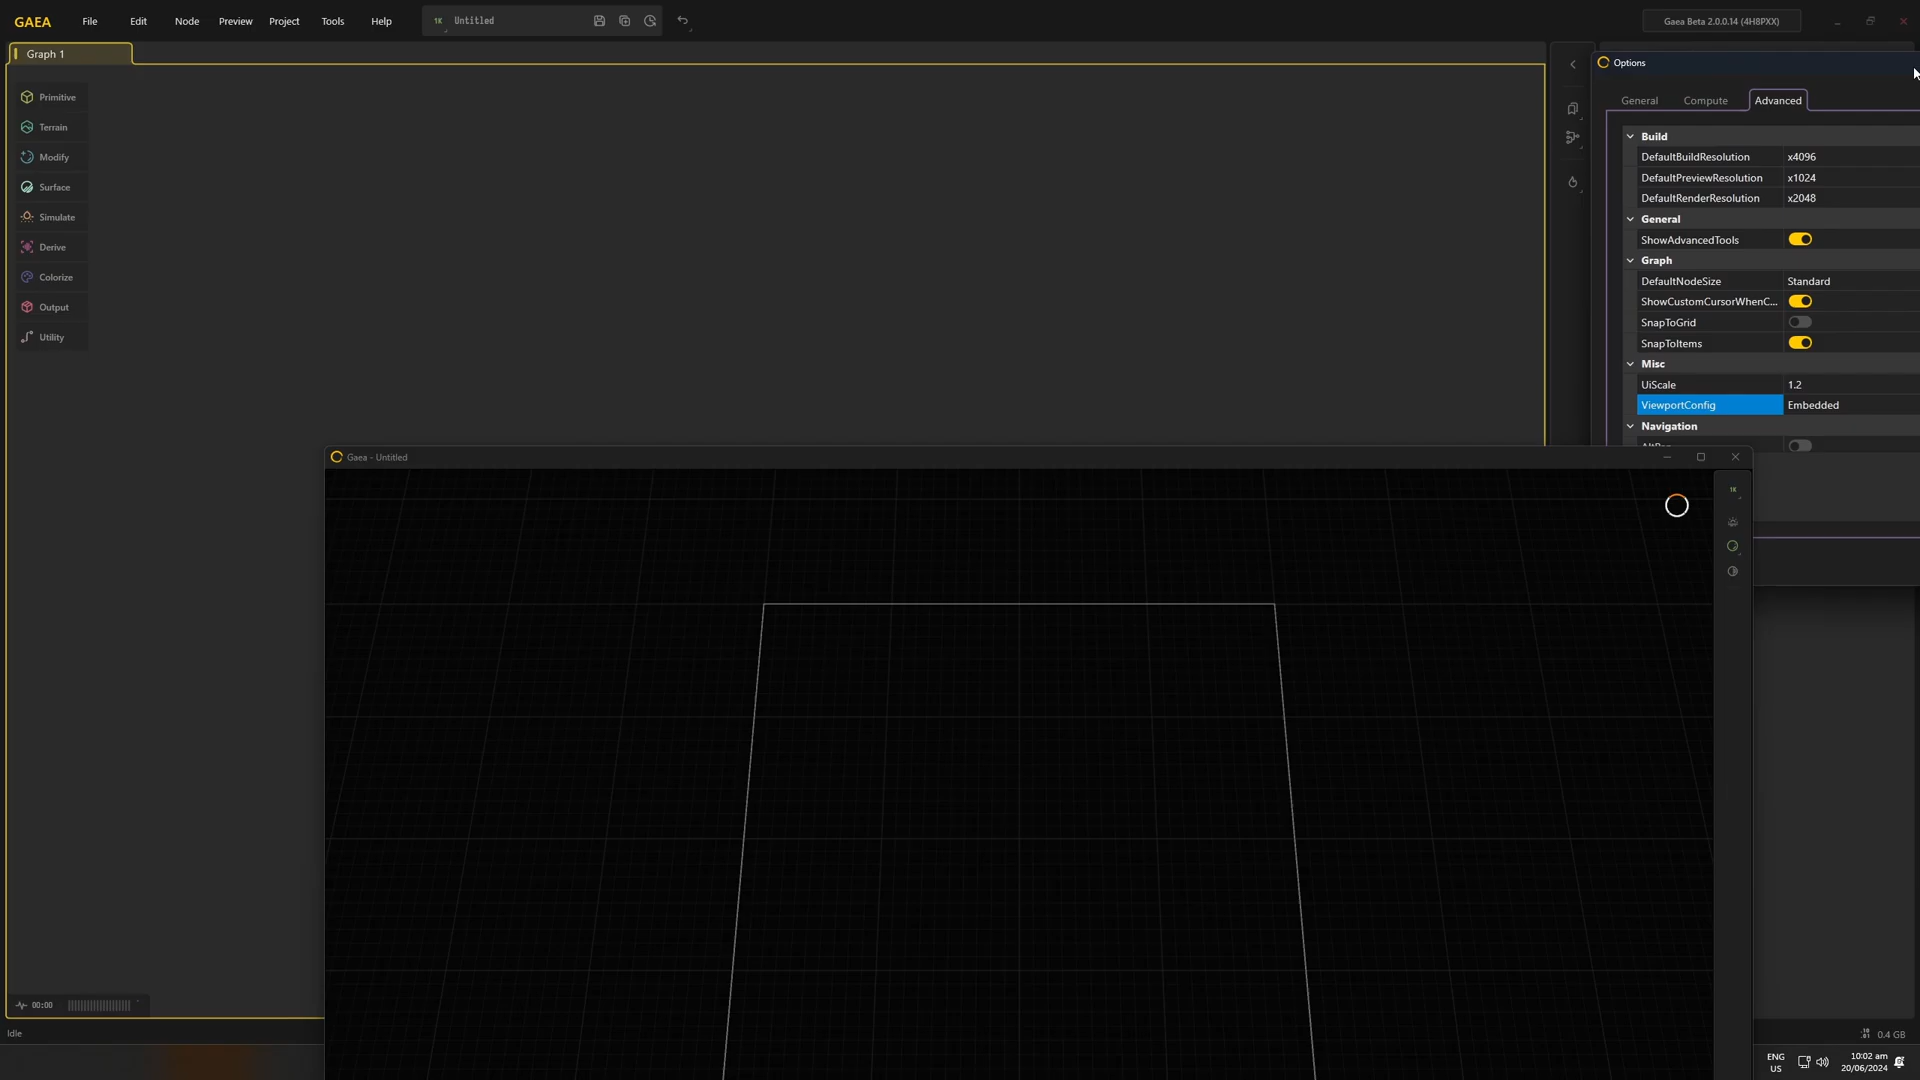 GAEA File Edit Node Preview Project Tools Help 1K Untitled Gaea Beta 2.0.0.14 (4H8PXX)
Graph 1
Primitive
Terrain
Modify
Surface
Simulate
Derive
Colorize
Output
Utility
Options
General Compute Advanced
Build
DefaultBuildResolution x4096
DefaultPreviewResolution x1024
DefaultRenderResolution x2048
General
ShowAdvancedTools
Graph
DefaultNodeSize Standard
ShowCustomCursorWhenC...
SnapToGrid
SnapToItems
Misc
UiScale 1.2
ViewportConfig Embedded
Navigation
Gaea - Untitled
1K
00:00
Idle
0.4 GB
ENG
US
10:02 am
20/06/2024